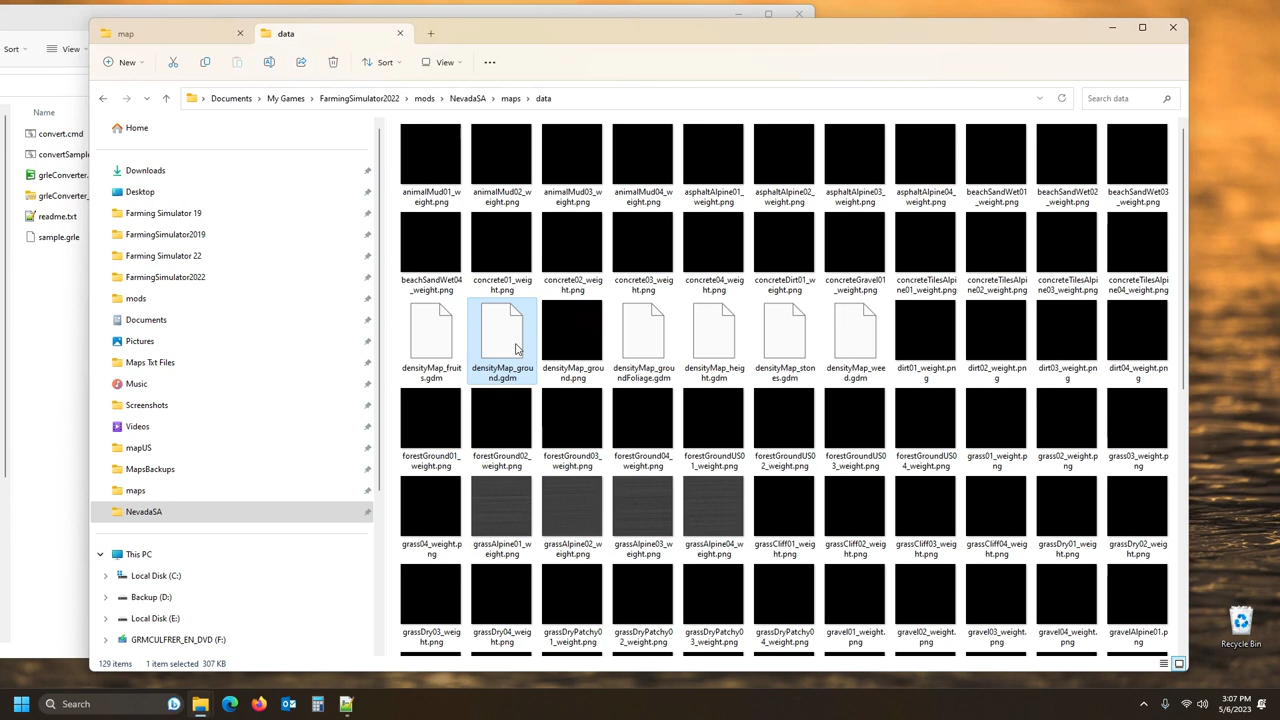 Sort
View
Name
convert.cmd
convertSample
grleConverter.
grleConverter_
readme.txt
sample.grle
map
data
New
Sort
View
Documents
My Games
FarmingSimulator2022
mods
NevadaSA
maps
data
Search data
Home
Downloads
Desktop
Farming Simulator 19
FarmingSimulator2019
Farming Simulator 22
FarmingSimulator2022
mods
Documents
Pictures
Maps Txt Files
Music
Screenshots
Videos
mapUS
MapsBackups
maps
NevadaSA
This PC
Local Disk (C:)
Backup (D:)
Local Disk (E:)
GRMCULFRER_EN_DVD (F:)
animalMud01_w
eight.png
animalMud02_w
eight.png
animalMud03_w
eight.png
animalMud04_w
eight.png
asphaltAlpine01_
weight.png
asphaltAlpine02_
weight.png
asphaltAlpine03_
weight.png
asphaltAlpine04_
weight.png
beachSandWet01
_weight.png
beachSandWet02
_weight.png
beachSandWet03
_weight.png
beachSandWet04
_weight.png
concrete01_weig
ht.png
concrete02_weig
ht.png
concrete03_weig
ht.png
concrete04_weig
ht.png
concreteDirt01_w
eight.png
concreteGravel01
_weight.png
concreteTilesAlpi
ne01_weight.png
concreteTilesAlpi
ne02_weight.png
concreteTilesAlpi
ne03_weight.png
concreteTilesAlpi
ne04_weight.png
densityMap_fruit
s.gdm
densityMap_grou
nd.gdm
densityMap_grou
nd.png
densityMap_grou
ndFoliage.gdm
densityMap_heig
ht.gdm
densityMap_sto
nes.gdm
densityMap_wee
d.gdm
dirt01_weight.pn
g
dirt02_weight.pn
g
dirt03_weight.pn
g
dirt04_weight.pn
g
forestGround01_
weight.png
forestGround02_
weight.png
forestGround03_
weight.png
forestGround04_
weight.png
forestGroundUS0
1_weight.png
forestGroundUS0
2_weight.png
forestGroundUS0
3_weight.png
forestGroundUS0
4_weight.png
grass01_weight.p
ng
grass02_weight.p
ng
grass03_weight.p
ng
grass04_weight.p
ng
grassAlpine01_w
eight.png
grassAlpine02_w
eight.png
grassAlpine03_w
eight.png
grassAlpine04_w
eight.png
grassCliff01_weig
ht.png
grassCliff02_weig
ht.png
grassCliff03_weig
ht.png
grassCliff04_weig
ht.png
grassDry01_weig
ht.png
grassDry02_weig
ht.png
grassDry03_weig
ht.png
grassDry04_weig
ht.png
grassDryPatchy0
1_weight.png
grassDryPatchy0
2_weight.png
grassDryPatchy0
3_weight.png
grassDryPatchy0
4_weight.png
gravel01_weight.
png
gravel02_weight.
png
gravel03_weight.
png
gravel04_weight.
png
gravelAlpine01_w
eight.png
129 items
1 item selected 307 KB
Recycle Bin
Search
3:07 PM
5/6/2023